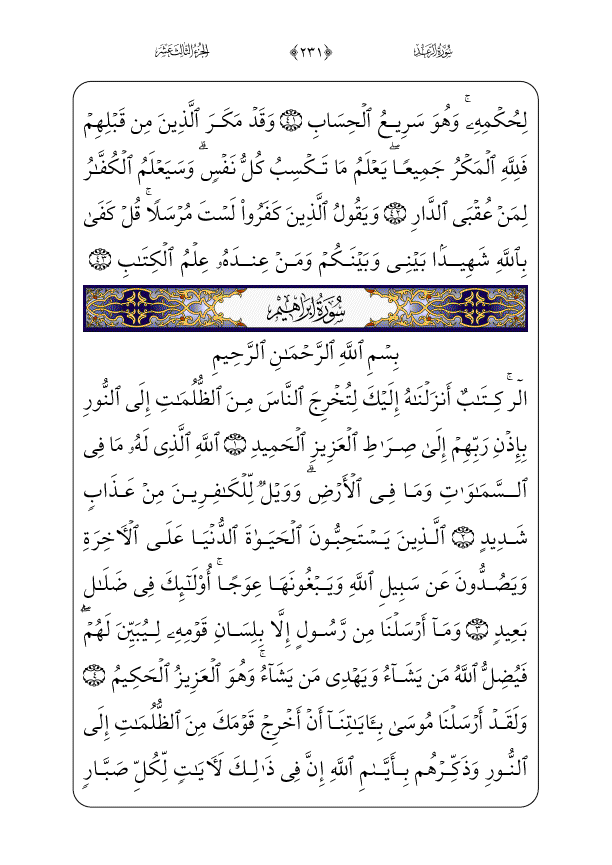 سُورَةُ الرَّعۡدِ ﴿٢٣١﴾ الجُزءُ الثَّالِثَ عَشَرَ
لِحُكۡمِهِۦۚ وَهُوَ سَرِيعُ ٱلۡحِسَابِ ٤١ وَقَدۡ مَكَرَ ٱلَّذِينَ مِن قَبۡلِهِمۡ
فَلِلَّهِ ٱلۡمَكۡرُ جَمِيعٗاۖ يَعۡلَمُ مَا تَكۡسِبُ كُلُّ نَفۡسٖۗ وَسَيَعۡلَمُ ٱلۡكُفَّٰرُ
لِمَنۡ عُقۡبَى ٱلدَّارِ ٤٢ وَيَقُولُ ٱلَّذِينَ كَفَرُواْ لَسۡتَ مُرۡسَلٗاۚ قُلۡ كَفَىٰ
بِٱللَّهِ شَهِيدَۢا بَيۡنِي وَبَيۡنَكُمۡ وَمَنۡ عِندَهُۥ عِلۡمُ ٱلۡكِتَٰبِ ٤٣
سُورَةُ إِبۡرَاهِيم
بِسۡمِ ٱللَّهِ ٱلرَّحۡمَٰنِ ٱلرَّحِيمِ
الٓرۚ كِتَٰبٌ أَنزَلۡنَٰهُ إِلَيۡكَ لِتُخۡرِجَ ٱلنَّاسَ مِنَ ٱلظُّلُمَٰتِ إِلَى ٱلنُّورِ
بِإِذۡنِ رَبِّهِمۡ إِلَىٰ صِرَٰطِ ٱلۡعَزِيزِ ٱلۡحَمِيدِ ١ ٱللَّهِ ٱلَّذِي لَهُۥ مَا فِي
ٱلسَّمَٰوَٰتِ وَمَا فِي ٱلۡأَرۡضِۗ وَوَيۡلٞ لِّلۡكَٰفِرِينَ مِنۡ عَذَابٖ
شَدِيدٍ ٢ ٱلَّذِينَ يَسۡتَحِبُّونَ ٱلۡحَيَوٰةَ ٱلدُّنۡيَا عَلَى ٱلۡأٓخِرَةِ
وَيَصُدُّونَ عَن سَبِيلِ ٱللَّهِ وَيَبۡغُونَهَا عِوَجًاۚ أُوْلَٰٓئِكَ فِي ضَلَٰلِۭ
بَعِيدٖ ٣ وَمَآ أَرۡسَلۡنَا مِن رَّسُولٍ إِلَّا بِلِسَانِ قَوۡمِهِۦ لِيُبَيِّنَ لَهُمۡۖ
فَيُضِلُّ ٱللَّهُ مَن يَشَآءُ وَيَهۡدِي مَن يَشَآءُۚ وَهُوَ ٱلۡعَزِيزُ ٱلۡحَكِيمُ ٤
وَلَقَدۡ أَرۡسَلۡنَا مُوسَىٰ بِـَٔايَٰتِنَآ أَنۡ أَخۡرِجۡ قَوۡمَكَ مِنَ ٱلظُّلُمَٰتِ إِلَى
ٱلنُّورِ وَذَكِّرۡهُم بِأَيَّىٰمِ ٱللَّهِۚ إِنَّ فِي ذَٰلِكَ لَأٓيَٰتٖ لِّكُلِّ صَبَّارٖ